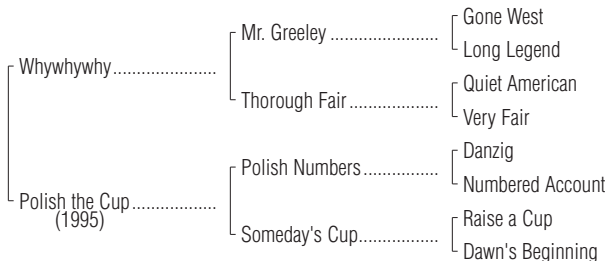 Gone West
Mr. Greeley ....................
Long Legend
Whywhywhy....................
Quiet American
Thorough Fair ..................
Very Fair
Danzig
Polish Numbers ..............
Numbered Account
Polish the Cup ................
(1995)
Raise a Cup
Someday's Cup................
Dawn's Beginning